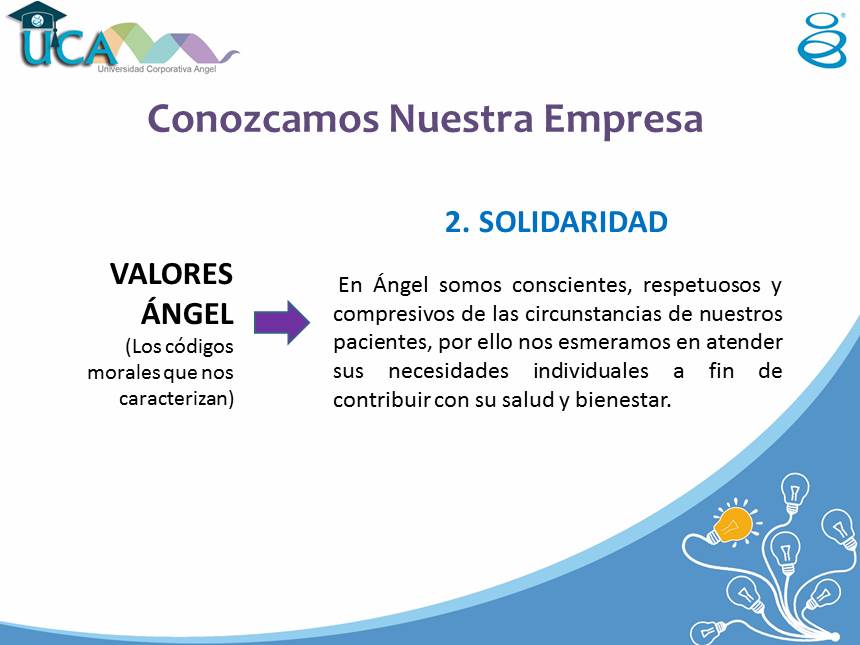 UCA
Universidad Corporativa Angel
Conozcamos Nuestra Empresa
2. SOLIDARIDAD
VALORES
ÁNGEL
(Los códigos
morales que nos
caracterizan)
En Ángel somos conscientes, respetuosos y
compresivos de las circunstancias de nuestros
pacientes, por ello nos esmeramos en atender
sus necesidades individuales a fin de
contribuir con su salud y bienestar.